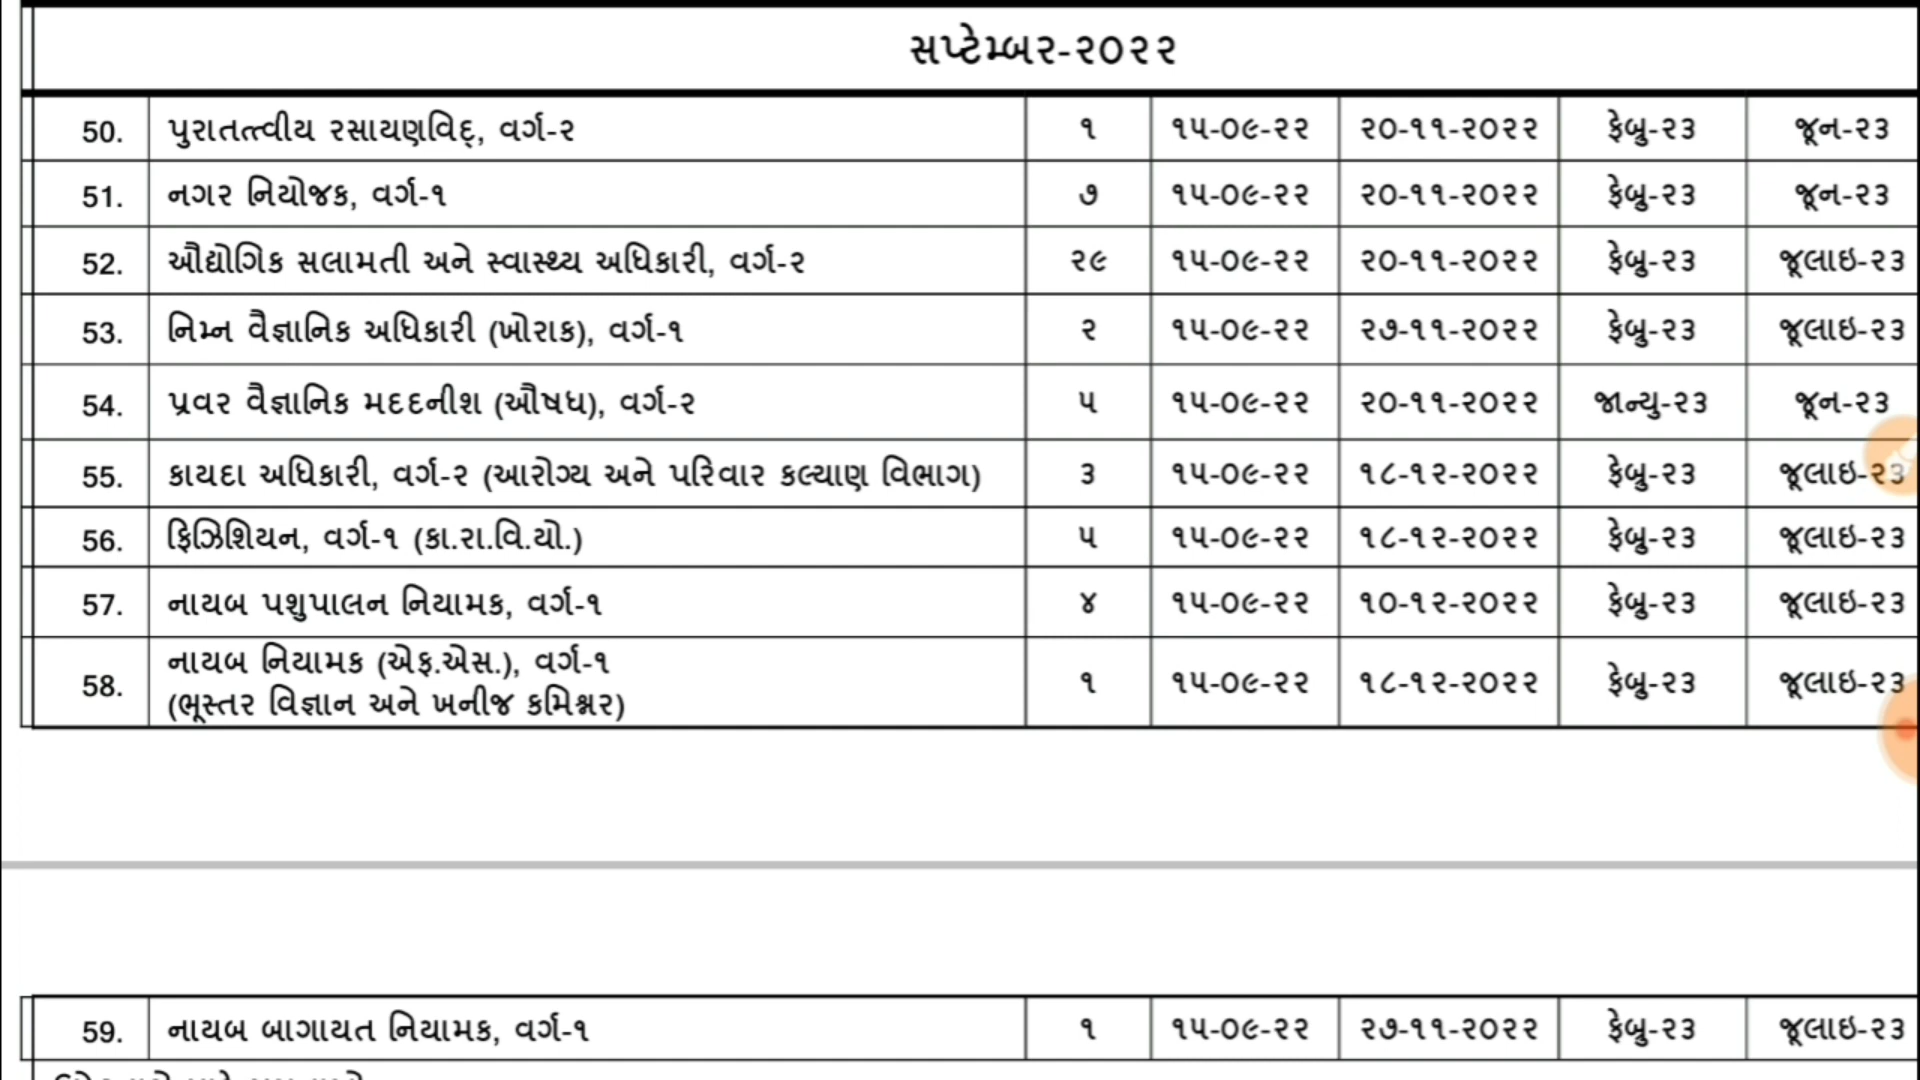 સપ્ટેમ્બર-૨૦૨૨
50. પુરાતત્ત્વીય રસાયણવિદ્, વર્ગ-૨ ૧ ૧૫-૦૯-૨૨ ૨૦-૧૧-૨૦૨૨ ફેબ્રુ-૨૩ જૂન-૨૩
51. નગર નિયોજક, વર્ગ-૧ ૭ ૧૫-૦૯-૨૨ ૨૦-૧૧-૨૦૨૨ ફેબ્રુ-૨૩ જૂન-૨૩
52. ઔદ્યોગિક સલામતી અને સ્વાસ્થ્ય અધિકારી, વર્ગ-૨ ૨૯ ૧૫-૦૯-૨૨ ૨૦-૧૧-૨૦૨૨ ફેબ્રુ-૨૩ જૂલાઇ-૨૩
53. નિમ્ન વૈજ્ઞાનિક અધિકારી (ખોરાક), વર્ગ-૧ ૨ ૧૫-૦૯-૨૨ ૨૭-૧૧-૨૦૨૨ ફેબ્રુ-૨૩ જૂલાઇ-૨૩
54. પ્રવર વૈજ્ઞાનિક મદદનીશ (ઔષધ), વર્ગ-૨ ૫ ૧૫-૦૯-૨૨ ૨૦-૧૧-૨૦૨૨ જાન્યુ-૨૩ જૂન-૨૩
55. કાયદા અધિકારી, વર્ગ-૨ (આરોગ્ય અને પરિવાર કલ્યાણ વિભાગ) ૩ ૧૫-૦૯-૨૨ ૧૮-૧૨-૨૦૨૨ ફેબ્રુ-૨૩ જૂલાઇ-૨૩
56. ફિઝિશિયન, વર્ગ-૧ (કા.રા.વિ.યો.) ૫ ૧૫-૦૯-૨૨ ૧૮-૧૨-૨૦૨૨ ફેબ્રુ-૨૩ જૂલાઇ-૨૩
57. નાયબ પશુપાલન નિયામક, વર્ગ-૧ ૪ ૧૫-૦૯-૨૨ ૧૦-૧૨-૨૦૨૨ ફેબ્રુ-૨૩ જૂલાઇ-૨૩
58. નાયબ નિયામક (એફ.એસ.), વર્ગ-૧ ૧ ૧૫-૦૯-૨૨ ૧૮-૧૨-૨૦૨૨ ફેબ્રુ-૨૩ જૂલાઇ-૨૩
(ભૂસ્તર વિજ્ઞાન અને ખનીજ કમિશ્નર)
59. નાયબ બાગાયત નિયામક, વર્ગ-૧ ૧ ૧૫-૦૯-૨૨ ૨૭-૧૧-૨૦૨૨ ફેબ્રુ-૨૩ જૂલાઇ-૨૩